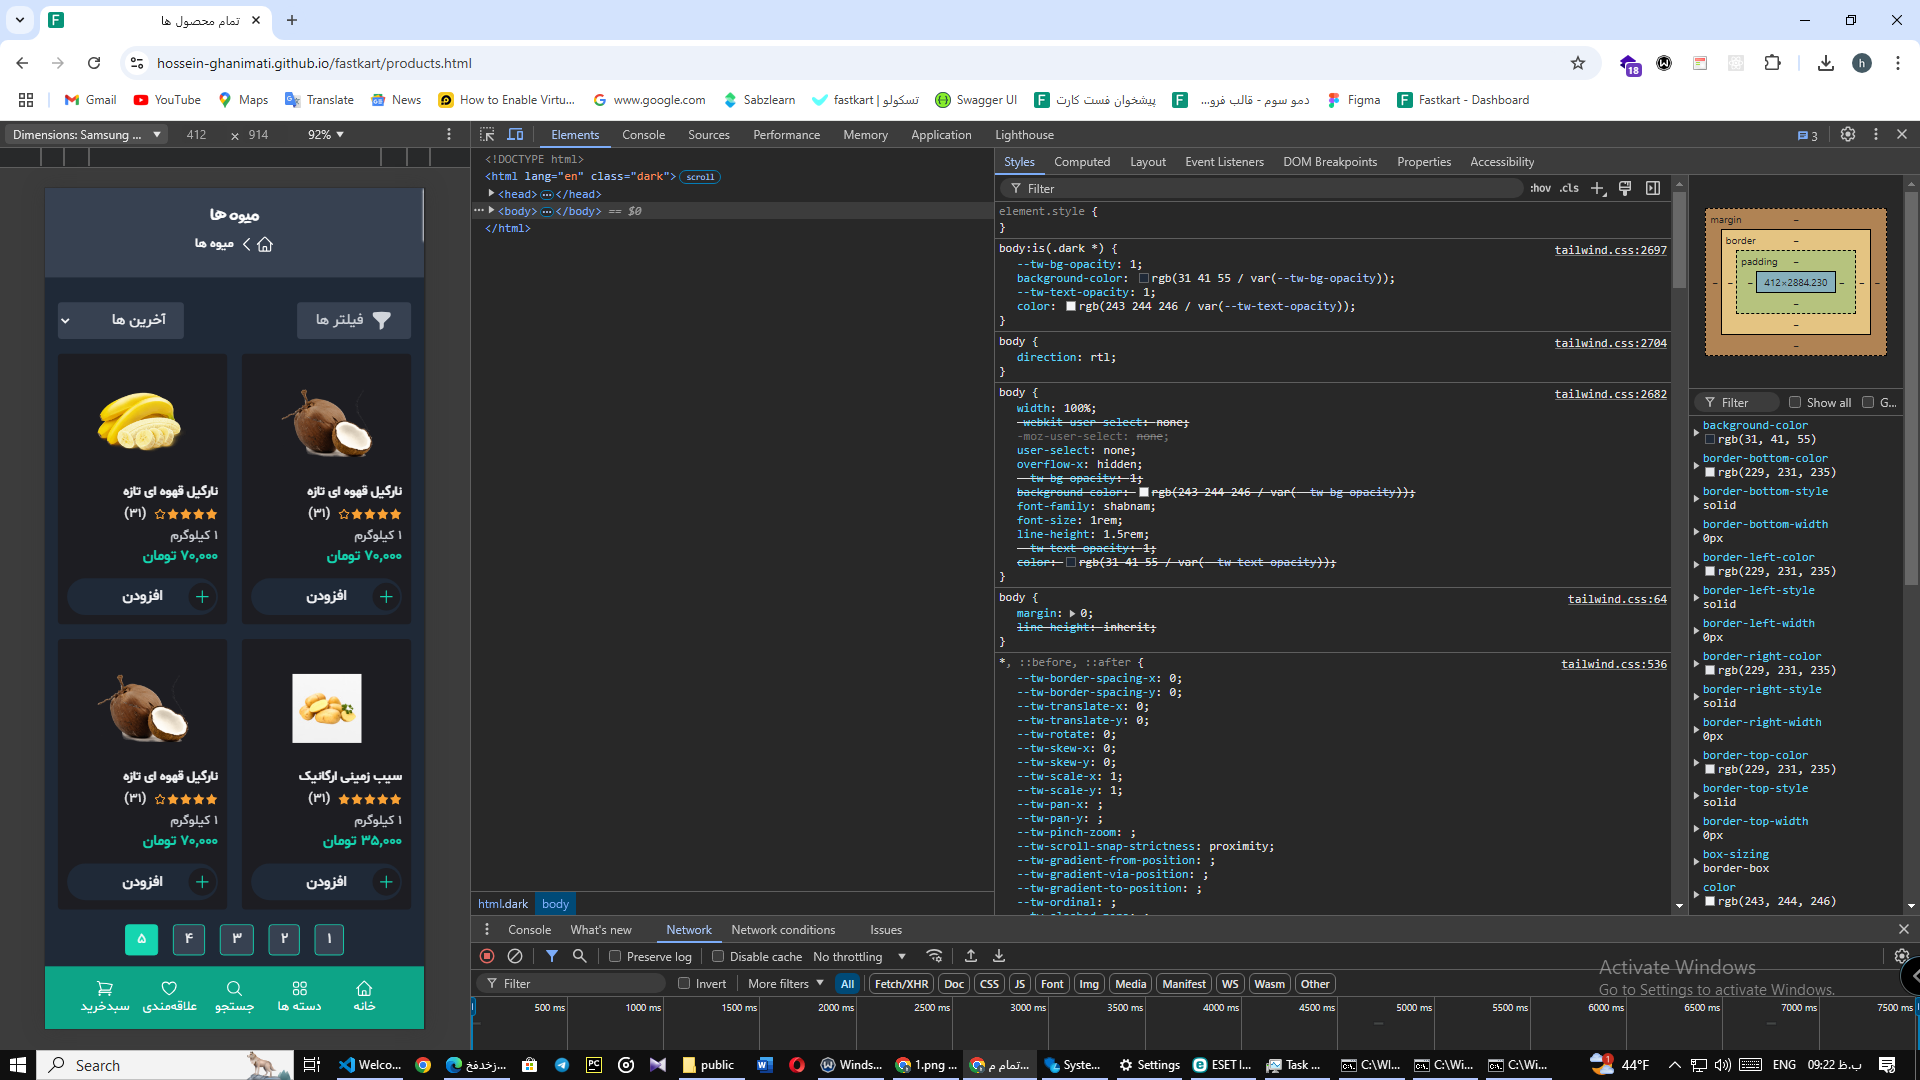 تمام محصول ها
hossein-ghanimati.github.io/fastkart/products.html
18
h
Gmail
YouTube
Maps
Translate
News
How to Enable Virtu...
www.google.com
Sabzlearn
fastkart | تسکولو
Swagger UI
پیشخوان فست کارت
دمو سوم - قالب فرو...
Figma
Fastkart - Dashboard
Dimensions: Samsung ...
412 × 914
92%
Elements
Console
Sources
Performance
Memory
Application
Lighthouse
3
میوه ها
میوه ها
فیلتر ها
آخرین ها
نارگیل قهوه ای تازه
(۳۱)
۱ کیلوگرم
۷۰,۰۰۰ تومان
افزودن
نارگیل قهوه ای تازه
(۳۱)
۱ کیلوگرم
۷۰,۰۰۰ تومان
افزودن
سیب زمینی ارگانیک
(۳۱)
۱ کیلوگرم
۳۵,۰۰۰ تومان
افزودن
نارگیل قهوه ای تازه
(۳۱)
۱ کیلوگرم
۷۰,۰۰۰ تومان
افزودن
۱ ۲ ۳ ۴ ۵
خانه
دسته ها
جستجو
علاقه‌مندی
سبدخرید
<!DOCTYPE html>
<html lang="en" class="dark"> scroll
<head> ... </head>
<body> ... </body> == $0
</html>
html.dark body
Styles
Computed
Layout
Event Listeners
DOM Breakpoints
Properties
Accessibility
Filter
:hov .cls
element.style {
}
body:is(.dark *) { tailwind.css:2697
--tw-bg-opacity: 1;
background-color: rgb(31 41 55 / var(--tw-bg-opacity));
--tw-text-opacity: 1;
color: rgb(243 244 246 / var(--tw-text-opacity));
}
body { tailwind.css:2704
direction: rtl;
}
body { tailwind.css:2682
width: 100%;
-webkit-user-select: none;
-moz-user-select: none;
user-select: none;
overflow-x: hidden;
--tw-bg-opacity: 1;
background-color: rgb(243 244 246 / var(--tw-bg-opacity));
font-family: shabnam;
font-size: 1rem;
line-height: 1.5rem;
--tw-text-opacity: 1;
color: rgb(31 41 55 / var(--tw-text-opacity));
}
body { tailwind.css:64
margin: 0;
line-height: inherit;
}
*, ::before, ::after { tailwind.css:536
--tw-border-spacing-x: 0;
--tw-border-spacing-y: 0;
--tw-translate-x: 0;
--tw-translate-y: 0;
--tw-rotate: 0;
--tw-skew-x: 0;
--tw-skew-y: 0;
--tw-scale-x: 1;
--tw-scale-y: 1;
--tw-pan-x: ;
--tw-pan-y: ;
--tw-pinch-zoom: ;
--tw-scroll-snap-strictness: proximity;
--tw-gradient-from-position: ;
--tw-gradient-via-position: ;
--tw-gradient-to-position: ;
--tw-ordinal: ;
margin –
border –
padding –
412×2884.230
Filter
Show all
G...
background-color
rgb(31, 41, 55)
border-bottom-color
rgb(229, 231, 235)
border-bottom-style
solid
border-bottom-width
0px
border-left-color
rgb(229, 231, 235)
border-left-style
solid
border-left-width
0px
border-right-color
rgb(229, 231, 235)
border-right-style
solid
border-right-width
0px
border-top-color
rgb(229, 231, 235)
border-top-style
solid
border-top-width
0px
box-sizing
border-box
color
rgb(243, 244, 246)
Console
What's new
Network
Network conditions
Issues
Preserve log
Disable cache
No throttling
Filter
Invert
More filters
All
Fetch/XHR
Doc
CSS
JS
Font
Img
Media
Manifest
WS
Wasm
Other
500 ms
1000 ms
1500 ms
2000 ms
2500 ms
3000 ms
3500 ms
4000 ms
4500 ms
5000 ms
5500 ms
6000 ms
6500 ms
7000 ms
7500 ms
Activate Windows
Go to Settings to activate Windows.
Search
Welco...
خدفخ...
public
Winds...
1.png ...
تمام م...
Syste...
Settings
ESET I...
Task ...
C:\WI...
C:\Wi...
C:\Wi...
1
44°F
ENG
09:22 ب.ظ